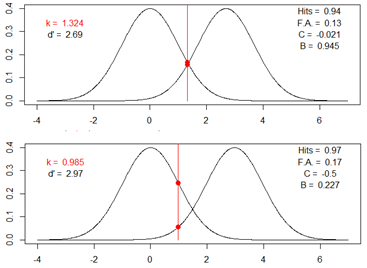 k = 1.324
d' = 2.69
Hits = 0.94
F.A. = 0.13
C = -0.021
B = 0.945
0.4
0.3
0.2
0.1
0.0
-4 -2 0 2 4 6
k = 0.985
d' = 2.97
Hits = 0.97
F.A. = 0.17
C = -0.5
B = 0.227
0.4
0.3
0.2
0.1
0.0
-4 -2 0 2 4 6